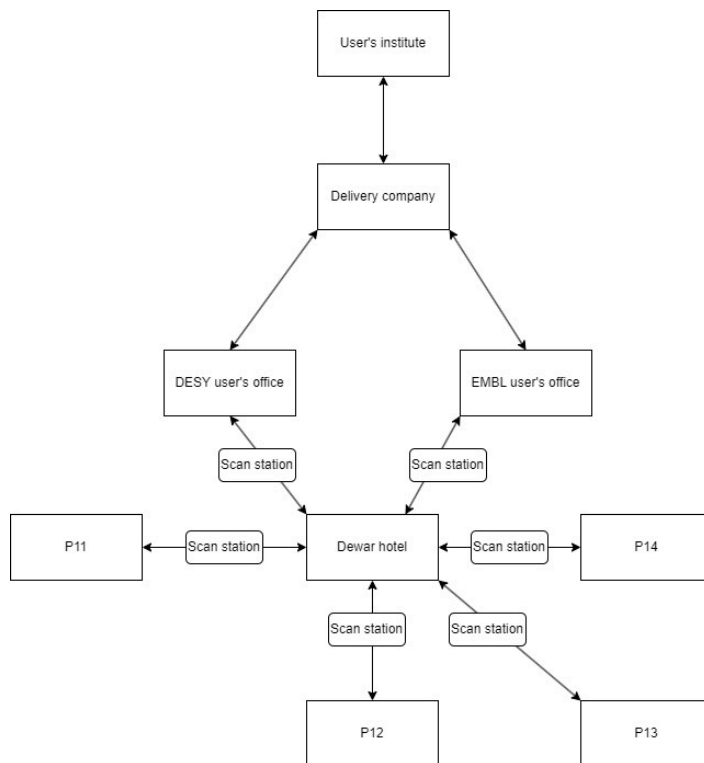 User's institute
Delivery company
DESY user's office
EMBL user's office
Scan station
Scan station
P11
Scan station
Dewar hotel
Scan station
P14
Scan station
Scan station
P12
P13